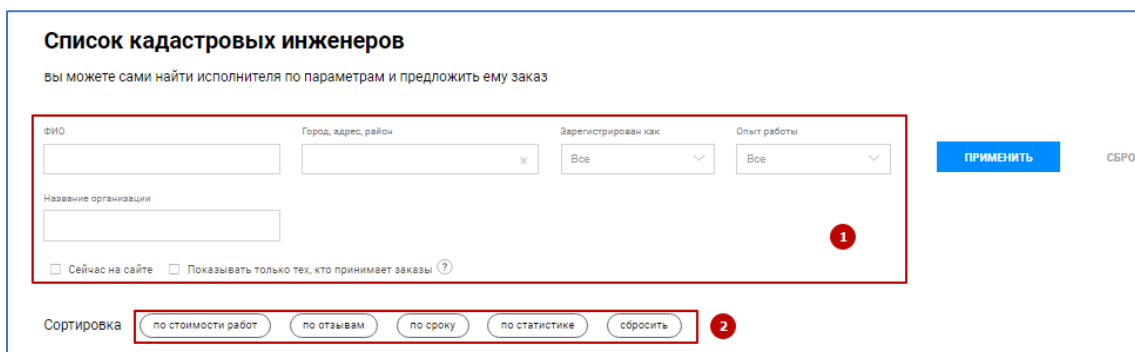 Список кадастровых инженеров
вы можете сами найти исполнителя по параметрам и предложить ему заказ
ФИО Город, адрес, район Зарегистрирован как Опыт работы
Все Все ПРИМЕНИТЬ СБРО
Название организации
1
Сейчас на сайте Показывать только тех, кто принимает заказы ?
Сортировка по стоимости работ по отзывам по сроку по статистике сбросить 2